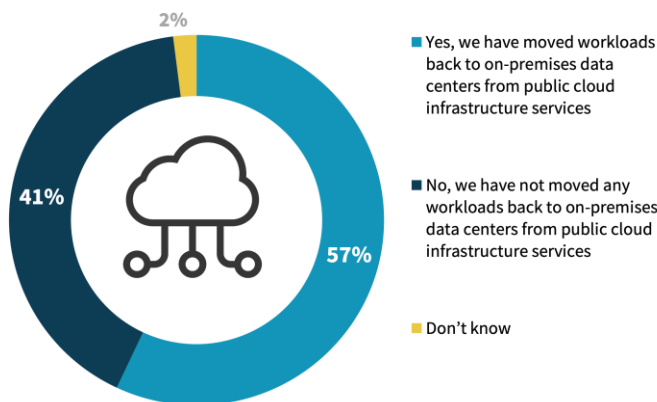 2%
41%
57%
Yes, we have moved workloads
back to on-premises data
centers from public cloud
infrastructure services
No, we have not moved any
workloads back to on-premises
data centers from public cloud
infrastructure services
Don’t know